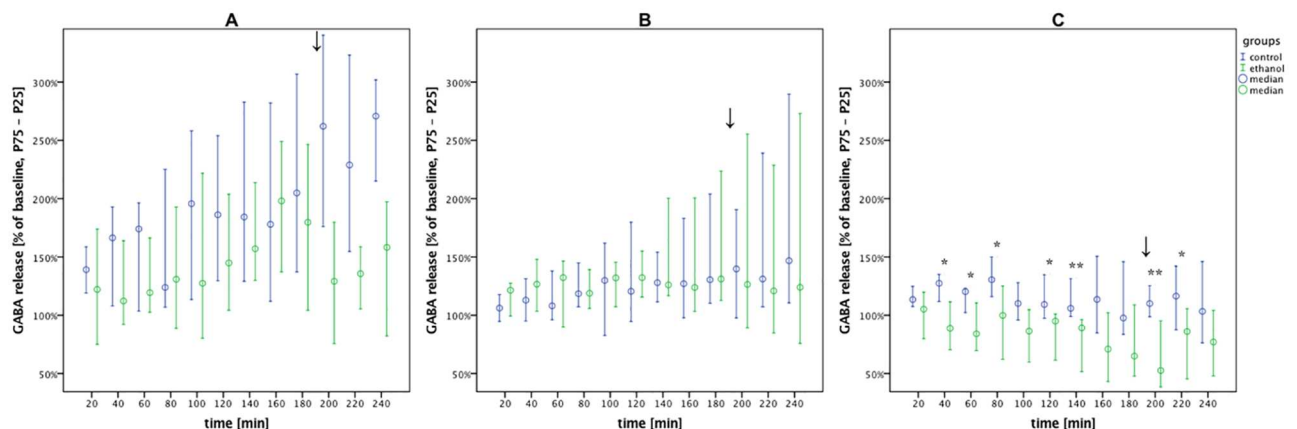 A
GABA release [% of baseline, P75 – P25]
300%
250%
200%
150%
100%
50%
20 40 60 80 100 120 140 160 180 200 220 240
time [min]
B
GABA release [% of baseline, P75 – P25]
300%
250%
200%
150%
100%
50%
20 40 60 80 100 120 140 160 180 200 220 240
time [min]
C
GABA release [% of baseline, P75 – P25]
300%
250%
200%
150%
100%
50%
* * * * ** ** *
20 40 60 80 100 120 140 160 180 200 220 240
time [min]
groups
control
ethanol
median
median